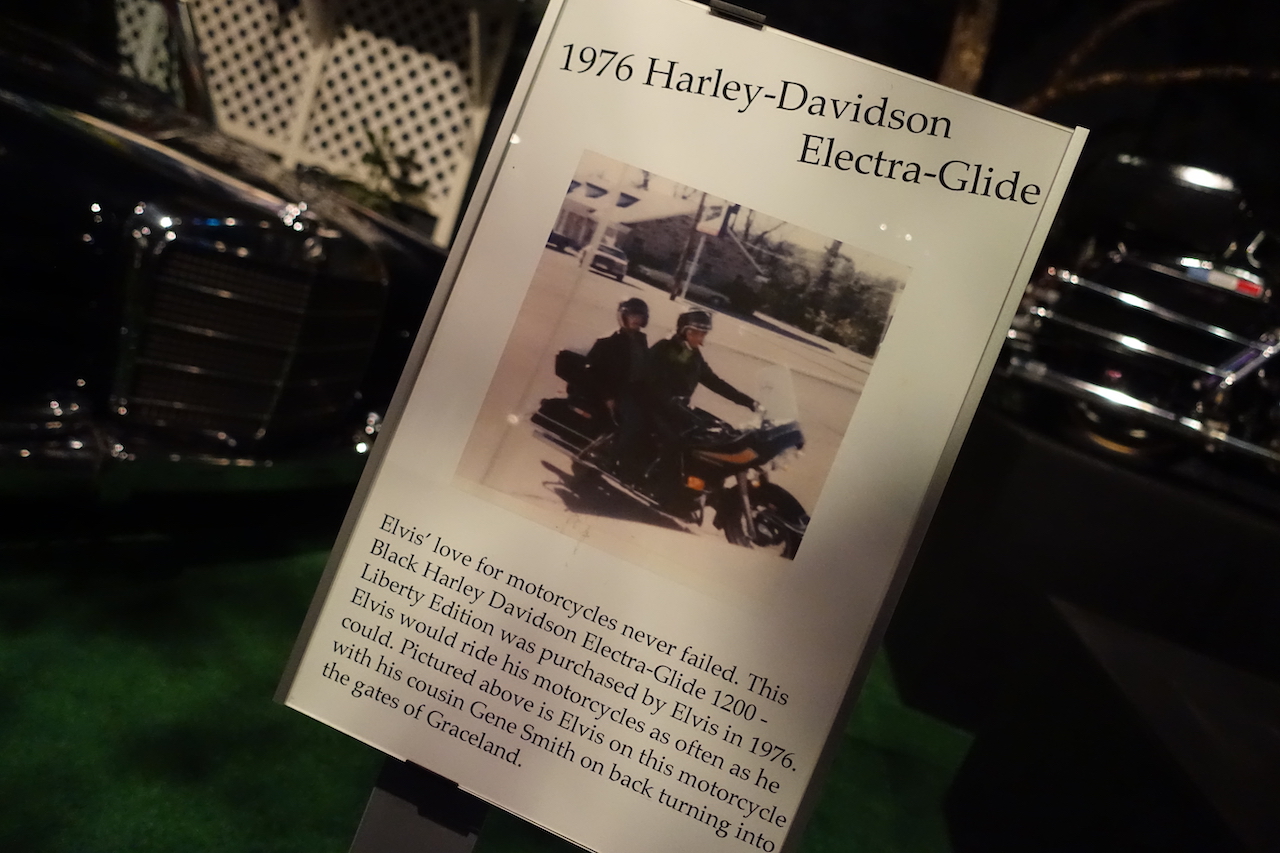 1976 Harley-Davidson
Electra-Glide
Elvis' love for motorcycles never failed. This
Black Harley Davidson Electra-Glide 1200 -
Liberty Edition was purchased by Elvis in 1976.
Elvis would ride his motorcycles as often as he
could. Pictured above is Elvis on this motorcycle
with his cousin Gene Smith on back turning into
the gates of Graceland.